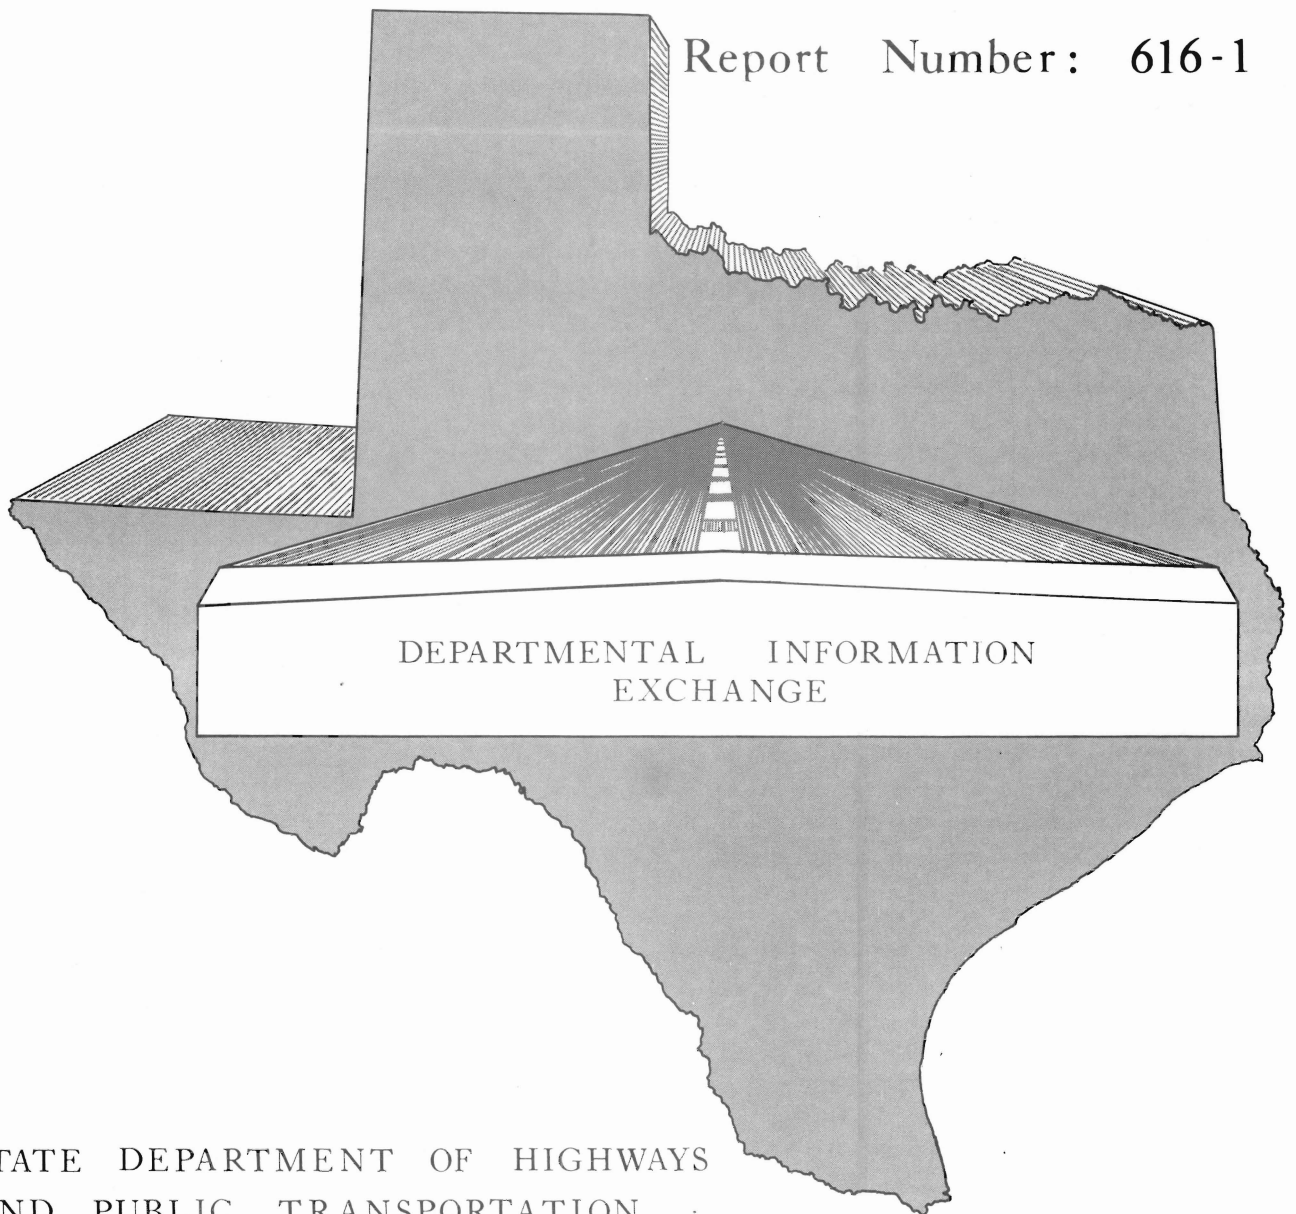 Report Number: 616-1
DEPARTMENTAL INFORMATION
EXCHANGE
TATE DEPARTMENT OF HIGHWAYS
ND PUBLIC TRANSPORTATION